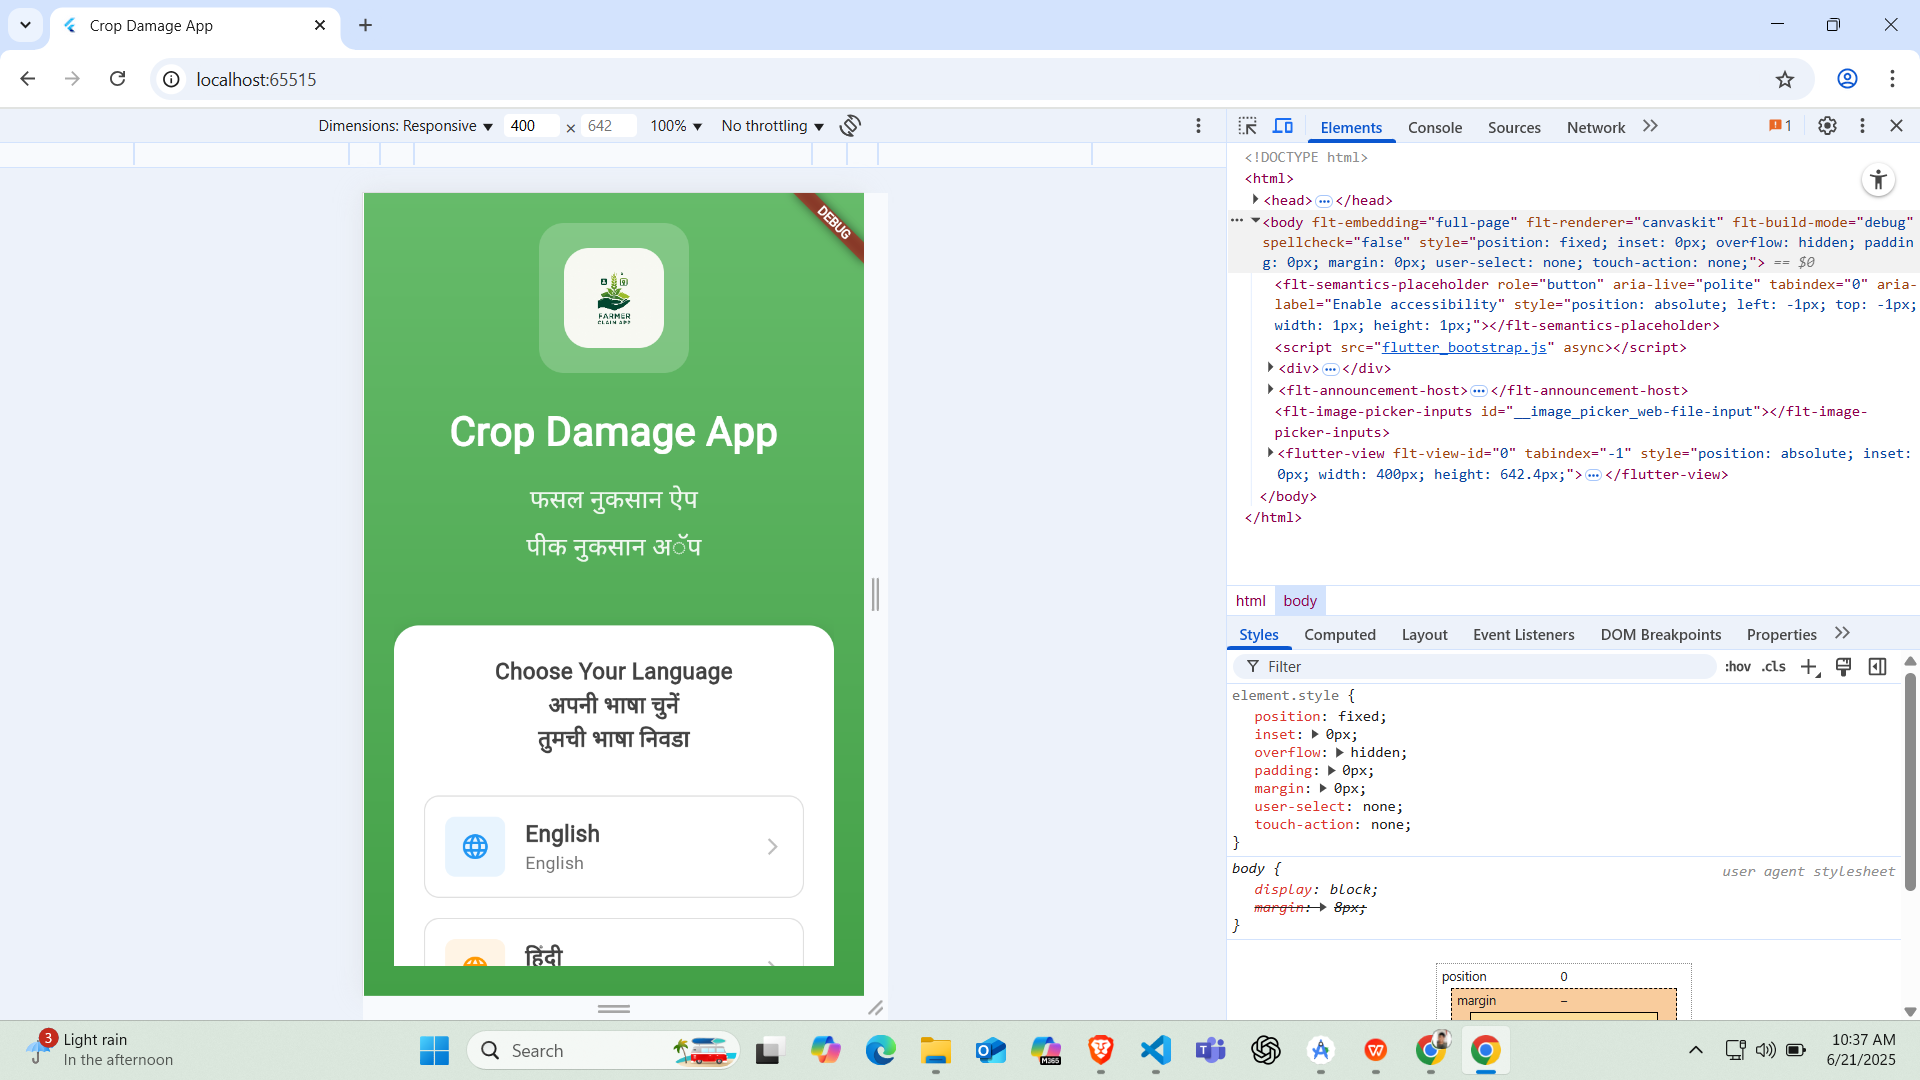 Crop Damage App
localhost:65515
Dimensions: Responsive 400 × 642 100% No throttling
Elements Console Sources Network 1
<!DOCTYPE html>
<html>
<head> </head>
<body flt-embedding="full-page" flt-renderer="canvaskit" flt-build-mode="debug"
spellcheck="false" style="position: fixed; inset: 0px; overflow: hidden; paddin
g: 0px; margin: 0px; user-select: none; touch-action: none;"> == $0
<flt-semantics-placeholder role="button" aria-live="polite" tabindex="0" aria-
label="Enable accessibility" style="position: absolute; left: -1px; top: -1px;
width: 1px; height: 1px;"></flt-semantics-placeholder>
<script src="flutter_bootstrap.js" async></script>
<div> </div>
<flt-announcement-host> </flt-announcement-host>
<flt-image-picker-inputs id="__image_picker_web-file-input"></flt-image-
picker-inputs>
<flutter-view flt-view-id="0" tabindex="-1" style="position: absolute; inset:
0px; width: 400px; height: 642.4px;"> </flutter-view>
</body>
</html>
html body
Styles Computed Layout Event Listeners DOM Breakpoints Properties
Filter :hov .cls
element.style {
position: fixed;
inset: 0px;
overflow: hidden;
padding: 0px;
margin: 0px;
user-select: none;
touch-action: none;
}
body { user agent stylesheet
display: block;
margin: 8px;
}
position 0
margin –
DEBUG
FARMER
CLAIN APP
Crop Damage App
फसल नुकसान ऐप
पीक नुकसान अॅप
Choose Your Language
अपनी भाषा चुनें
तुमची भाषा निवडा
English
English
हिंदी
3
Light rain
In the afternoon
Search
M365
10:37 AM
6/21/2025